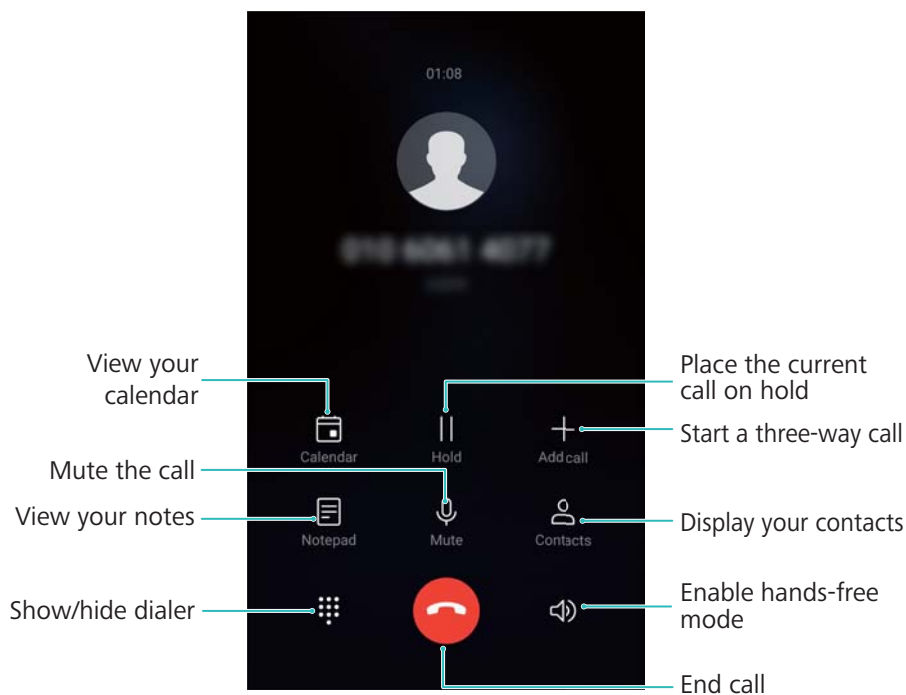 01:08
View your
calendar
Place the current
call on hold
Start a three-way call
Calendar
Hold
Add call
Mute the call
View your notes
Display your contacts
Notepad
Mute
Contacts
Show/hide dialer
Enable hands-free
mode
End call